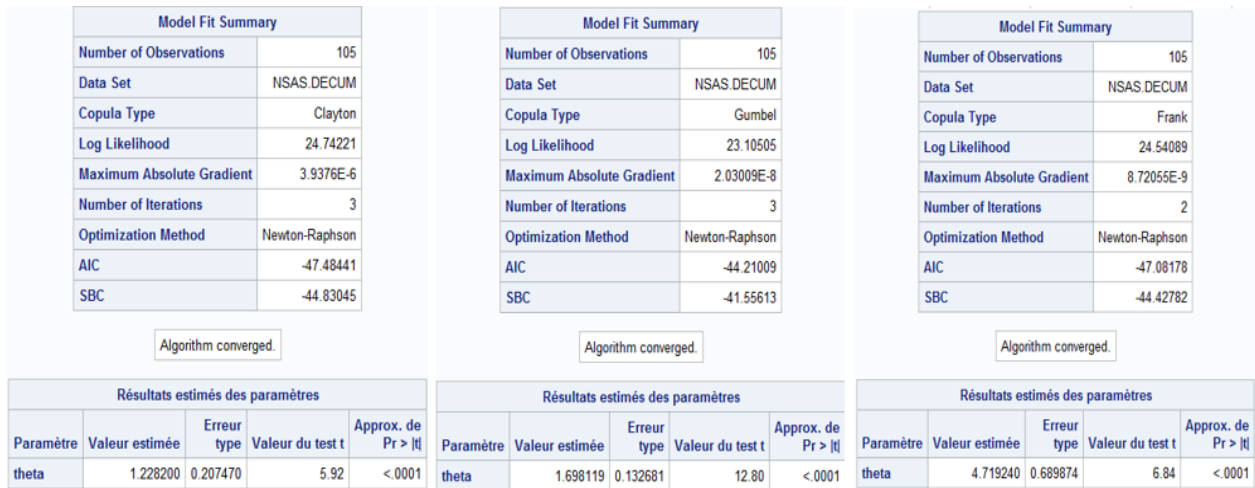 Model Fit Summary
Number of Observations 105
Data Set NSAS.DECUM
Copula Type Clayton
Log Likelihood 24.74221
Maximum Absolute Gradient 3.9376E-6
Number of Iterations 3
Optimization Method Newton-Raphson
AIC -47.48441
SBC -44.83045
Algorithm converged.
Résultats estimés des paramètres
Paramètre Valeur estimée Erreur type Valeur du test t Approx. de Pr > |t|
theta 1.228200 0.207470 5.92 <.0001
Model Fit Summary
Number of Observations 105
Data Set NSAS.DECUM
Copula Type Gumbel
Log Likelihood 23.10505
Maximum Absolute Gradient 2.03009E-8
Number of Iterations 3
Optimization Method Newton-Raphson
AIC -44.21009
SBC -41.55613
Algorithm converged.
Résultats estimés des paramètres
Paramètre Valeur estimée Erreur type Valeur du test t Approx. de Pr > |t|
theta 1.698119 0.132681 12.80 <.0001
Model Fit Summary
Number of Observations 105
Data Set NSAS.DECUM
Copula Type Frank
Log Likelihood 24.54089
Maximum Absolute Gradient 8.72055E-9
Number of Iterations 2
Optimization Method Newton-Raphson
AIC -47.08178
SBC -44.42782
Algorithm converged.
Résultats estimés des paramètres
Paramètre Valeur estimée Erreur type Valeur du test t Approx. de Pr > |t|
theta 4.719240 0.689874 6.84 <.0001